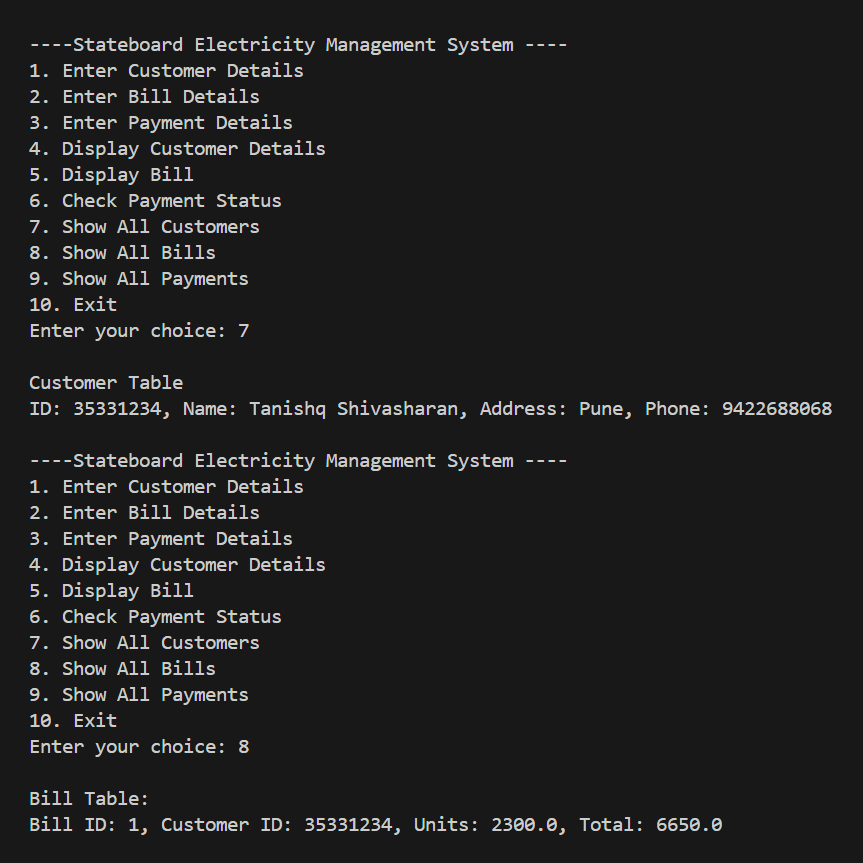 ----Stateboard Electricity Management System ----
1. Enter Customer Details
2. Enter Bill Details
3. Enter Payment Details
4. Display Customer Details
5. Display Bill
6. Check Payment Status
7. Show All Customers
8. Show All Bills
9. Show All Payments
10. Exit
Enter your choice: 7
Customer Table
ID: 35331234, Name: Tanishq Shivasharan, Address: Pune, Phone: 9422688068
----Stateboard Electricity Management System ----
1. Enter Customer Details
2. Enter Bill Details
3. Enter Payment Details
4. Display Customer Details
5. Display Bill
6. Check Payment Status
7. Show All Customers
8. Show All Bills
9. Show All Payments
10. Exit
Enter your choice: 8
Bill Table:
Bill ID: 1, Customer ID: 35331234, Units: 2300.0, Total: 6650.0